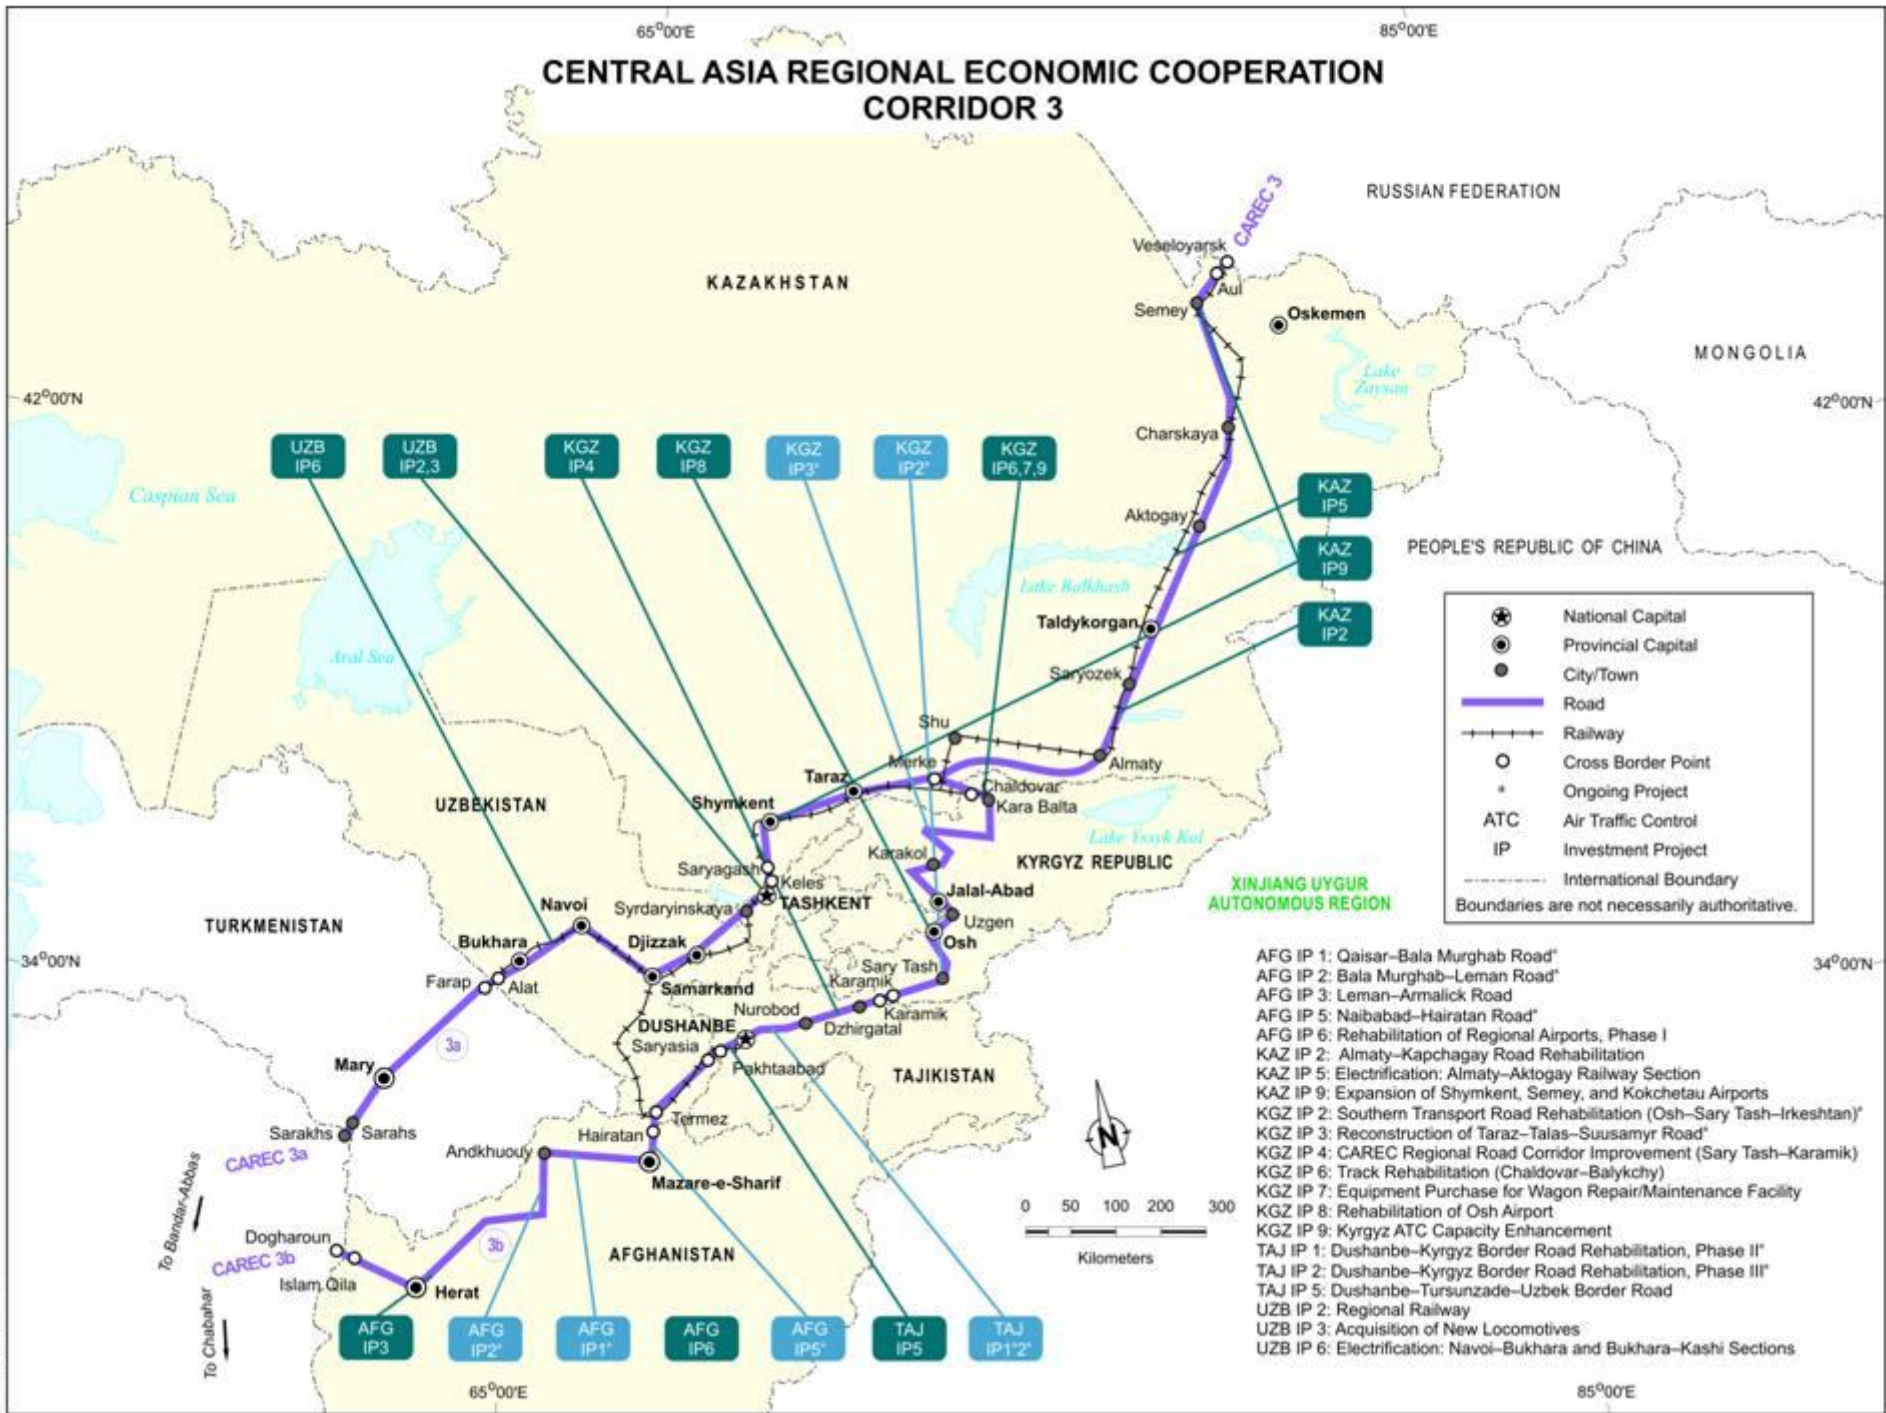 65°00'E
85°00'E
CENTRAL ASIA REGIONAL ECONOMIC COOPERATION
CORRIDOR 3
RUSSIAN FEDERATION
CAREC 3
Veseloyarsk
Aul
KAZAKHSTAN
Semey
Oskemen
MONGOLIA
Lake
Zaysan
42°00'N
42°00'N
Charskaya
UZB
IP6
UZB
IP2,3
KGZ
IP4
KGZ
IP8
KGZ
IP3*
KGZ
IP2*
KGZ
IP6,7,9
Caspian Sea
KAZ
IP5
Aktogay
PEOPLE'S REPUBLIC OF CHINA
KAZ
IP9
Lake Balkhash
Taldykorgan
KAZ
IP2
Aral Sea
Saryozek
National Capital
Provincial Capital
City/Town
Road
Railway
Cross Border Point
* Ongoing Project
ATC Air Traffic Control
IP Investment Project
International Boundary
Boundaries are not necessarily authoritative.
Shu
Merke
Almaty
Taraz
Chaldovar
Kara Balta
UZBEKISTAN
Shymkent
Lake Yssyk Kul
Karakol
KYRGYZ REPUBLIC
Saryagash
Keles
Jalal-Abad
XINJIANG UYGUR
AUTONOMOUS REGION
TASHKENT
Navoi
Syrdaryinskaya
Uzgen
TURKMENISTAN
Bukhara
Djizzak
Osh
34°00'N
34°00'N
Farap
Alat
Samarkand
Sary Tash
Karamik
Karamik
Nurobod
Dzhirgatal
DUSHANBE
Saryasia
Pakhtaabad
3a
Mary
TAJIKISTAN
Termez
Hairatan
Sarakhs
Sarahs
Andkhuouy
CAREC 3a
Mazare-e-Sharif
N
To Bandar-Abbas
0 50 100 200 300
Kilometers
Dogharoun
3b
AFGHANISTAN
CAREC 3b
Islam Qila
Herat
To Chabahar
AFG
IP3
AFG
IP2*
AFG
IP1*
AFG
IP6
AFG
IP5*
TAJ
IP5
TAJ
IP1*2*
AFG IP 1: Qaisar–Bala Murghab Road*
AFG IP 2: Bala Murghab–Leman Road*
AFG IP 3: Leman–Armalick Road
AFG IP 5: Naibabad–Hairatan Road*
AFG IP 6: Rehabilitation of Regional Airports, Phase I
KAZ IP 2: Almaty–Kapchagay Road Rehabilitation
KAZ IP 5: Electrification: Almaty–Aktogay Railway Section
KAZ IP 9: Expansion of Shymkent, Semey, and Kokchetau Airports
KGZ IP 2: Southern Transport Road Rehabilitation (Osh–Sary Tash–Irkeshtan)*
KGZ IP 3: Reconstruction of Taraz–Talas–Suusamyr Road*
KGZ IP 4: CAREC Regional Road Corridor Improvement (Sary Tash–Karamik)
KGZ IP 6: Track Rehabilitation (Chaldovar–Balykchy)
KGZ IP 7: Equipment Purchase for Wagon Repair/Maintenance Facility
KGZ IP 8: Rehabilitation of Osh Airport
KGZ IP 9: Kyrgyz ATC Capacity Enhancement
TAJ IP 1: Dushanbe–Kyrgyz Border Road Rehabilitation, Phase II*
TAJ IP 2: Dushanbe–Kyrgyz Border Road Rehabilitation, Phase III*
TAJ IP 5: Dushanbe–Tursunzade–Uzbek Border Road
UZB IP 2: Regional Railway
UZB IP 3: Acquisition of New Locomotives
UZB IP 6: Electrification: Navoi–Bukhara and Bukhara–Kashi Sections
65°00'E
85°00'E